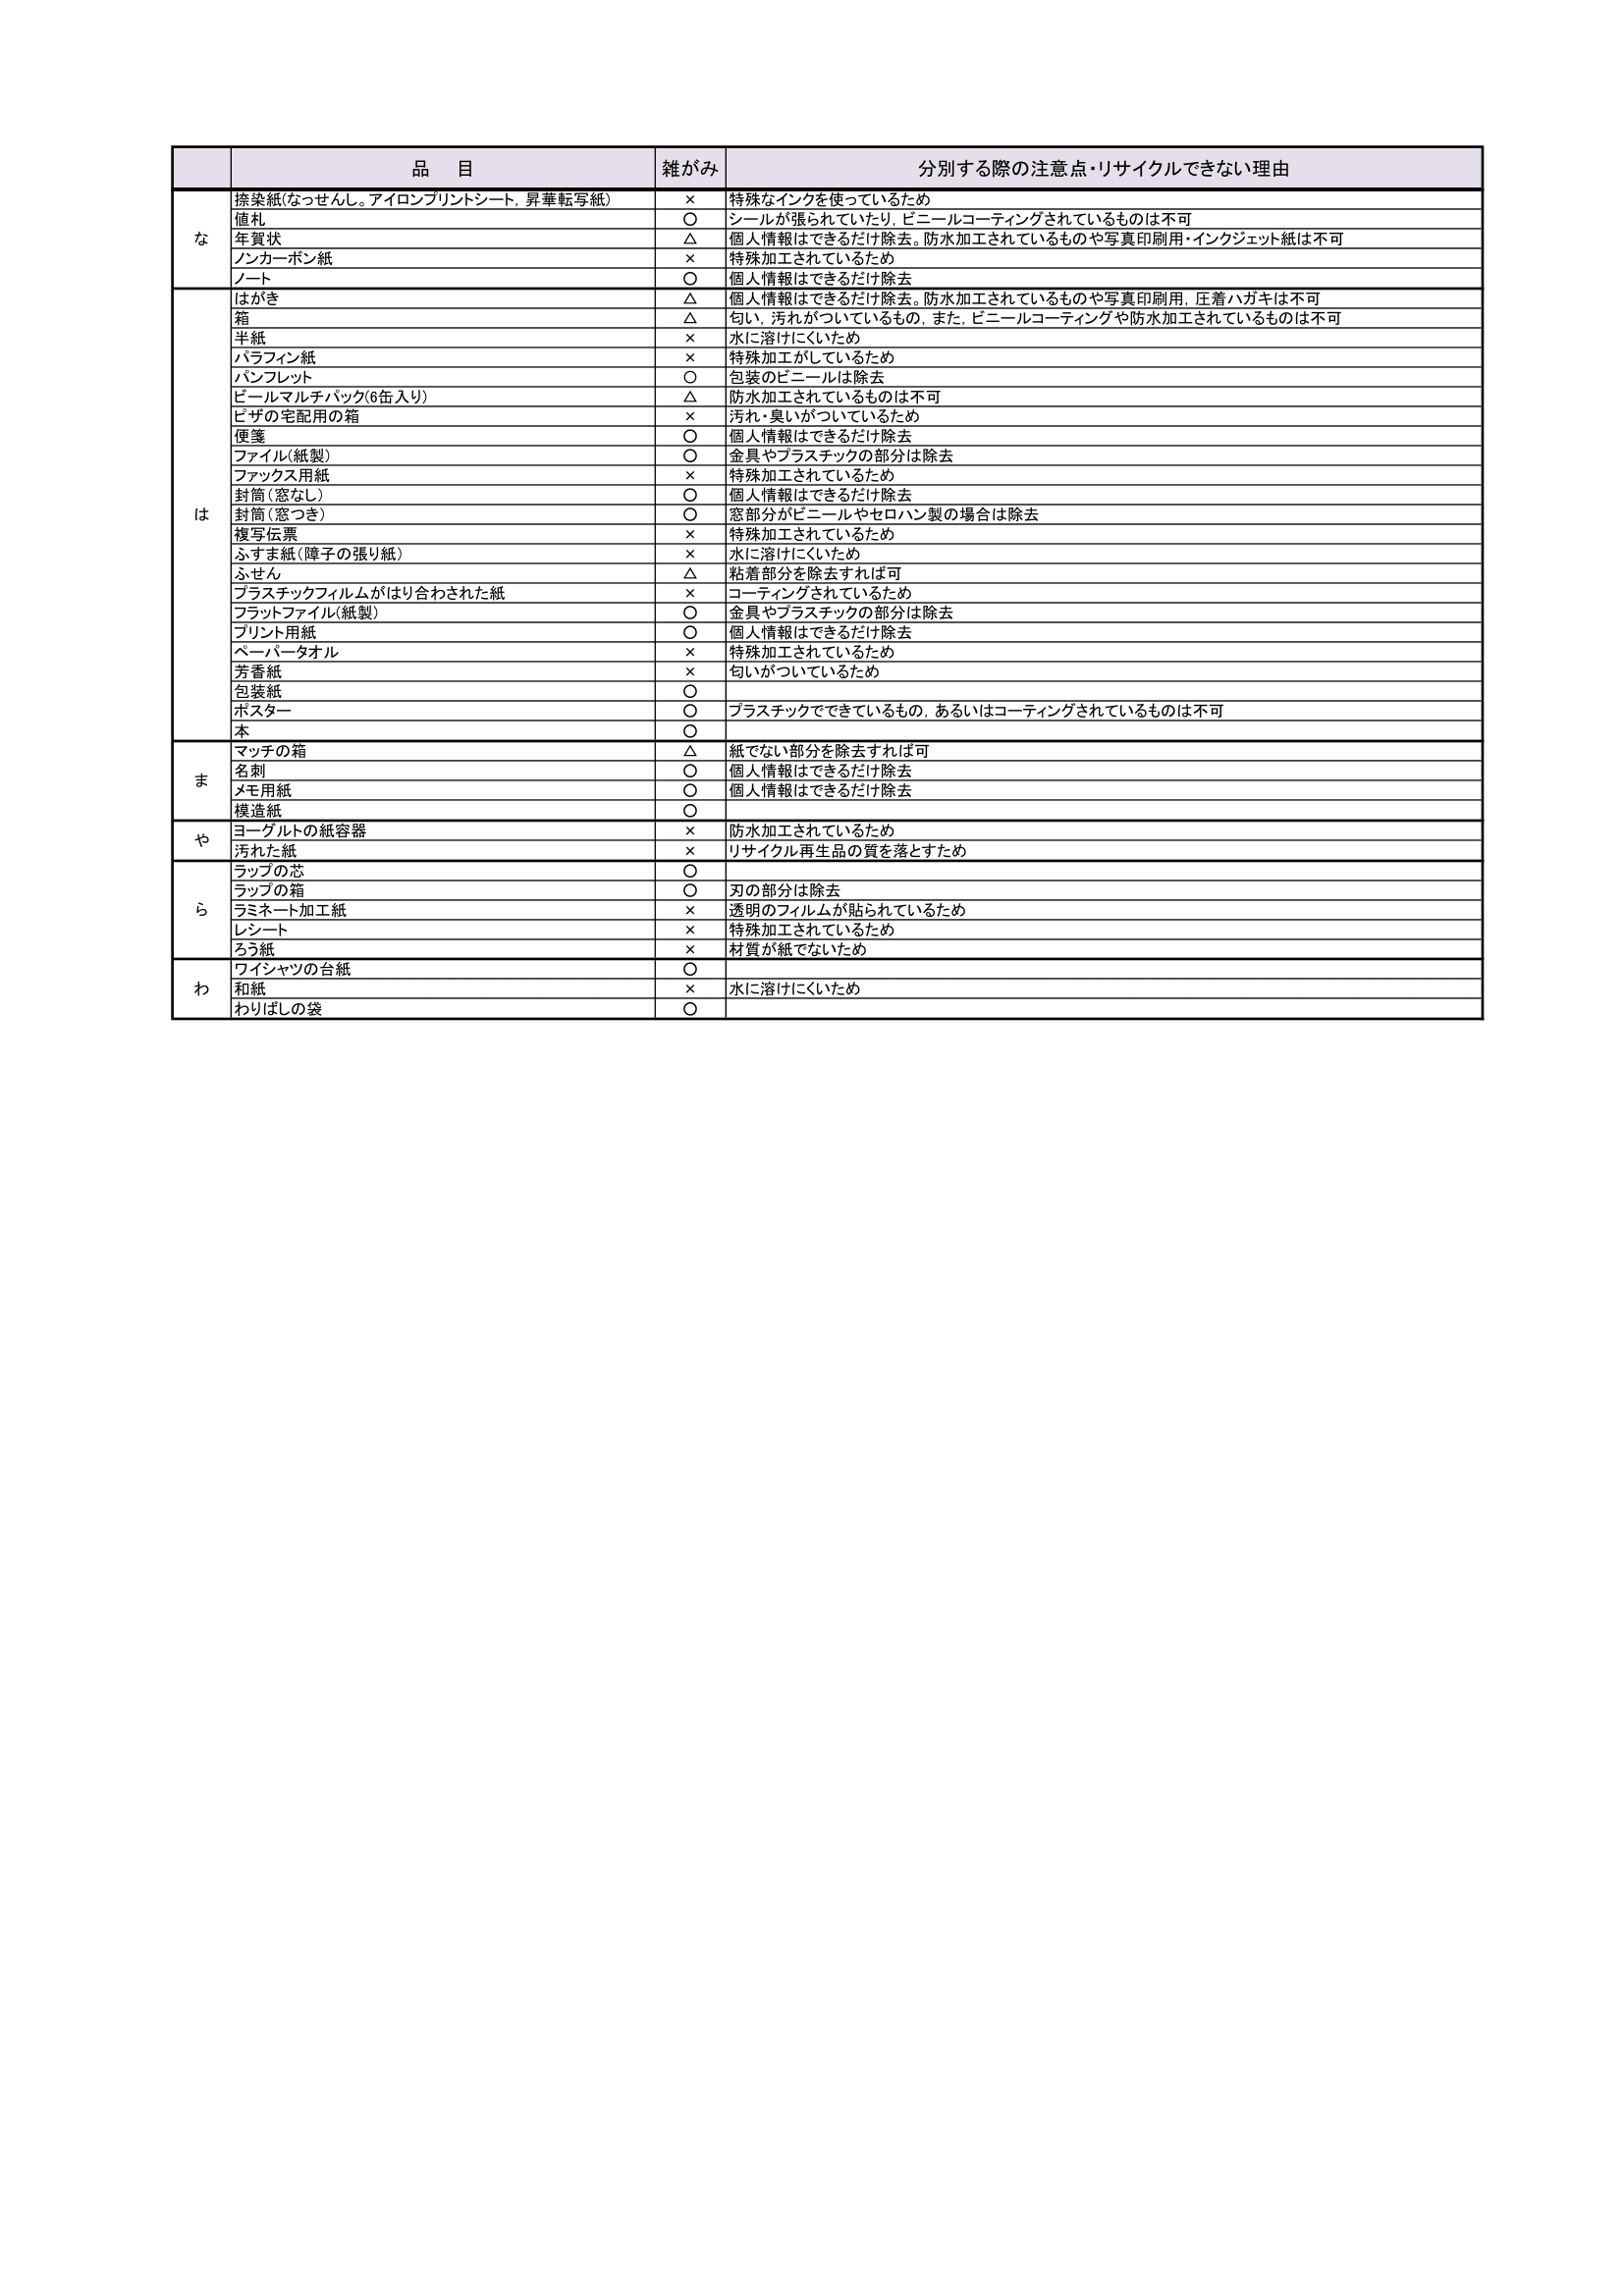 品　目 雑がみ 分別する際の注意点･リサイクルできない理由
な
捺染紙(なっせんし。アイロンプリントシート, 昇華転写紙) × 特殊なインクを使っているため
値札 ○ シールが張られていたり, ビニールコーティングされているものは不可
年賀状 △ 個人情報はできるだけ除去。防水加工されているものや写真印刷用･インクジェット紙は不可
ノンカーボン紙 × 特殊加工されているため
ノート ○ 個人情報はできるだけ除去
は
はがき △ 個人情報はできるだけ除去。防水加工されているものや写真印刷用, 圧着ハガキは不可
箱 △ 匂い, 汚れがついているもの, また, ビニールコーティングや防水加工されているものは不可
半紙 × 水に溶けにくいため
パラフィン紙 × 特殊加工がしているため
パンフレット ○ 包装のビニールは除去
ビールマルチパック(6缶入り) △ 防水加工されているものは不可
ピザの宅配用の箱 × 汚れ･臭いがついているため
便箋 ○ 個人情報はできるだけ除去
ファイル(紙製) ○ 金具やプラスチックの部分は除去
ファックス用紙 × 特殊加工されているため
封筒(窓なし) ○ 個人情報はできるだけ除去
封筒(窓つき) ○ 窓部分がビニールやセロハン製の場合は除去
複写伝票 × 特殊加工されているため
ふすま紙(障子の張り紙) × 水に溶けにくいため
ふせん △ 粘着部分を除去すれば可
プラスチックフィルムがはり合わされた紙 × コーティングされているため
フラットファイル(紙製) ○ 金具やプラスチックの部分は除去
プリント用紙 ○ 個人情報はできるだけ除去
ペーパータオル × 特殊加工されているため
芳香紙 × 匂いがついているため
包装紙 ○
ポスター ○ プラスチックでできているもの, あるいはコーティングされているものは不可
本 ○
ま
マッチの箱 △ 紙でない部分を除去すれば可
名刺 ○ 個人情報はできるだけ除去
メモ用紙 ○ 個人情報はできるだけ除去
模造紙 ○
や
ヨーグルトの紙容器 × 防水加工されているため
汚れた紙 × リサイクル再生品の質を落とすため
ら
ラップの芯 ○
ラップの箱 ○ 刃の部分は除去
ラミネート加工紙 × 透明のフィルムが貼られているため
レシート × 特殊加工されているため
ろう紙 × 材質が紙でないため
わ
ワイシャツの台紙 ○
和紙 × 水に溶けにくいため
わりばしの袋 ○